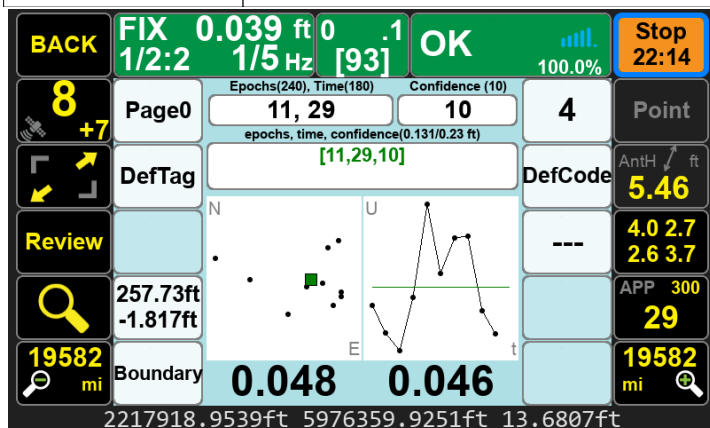 BACK
FIX 0.039 ft
1/2:2 1/5 Hz
0 .1
[93]
OK
100.0%
Stop
22:14
8
+7
Page0
Epochs(240), Time(180)
11, 29
Confidence (10)
10
4
Point
epochs, time, confidence(0.131/0.23 ft)
[11,29,10]
DefTag
DefCode
AntH ft
5.46
Review
N
U
---
4.0 2.7
2.6 3.7
257.73ft
-1.817ft
APP 300
29
E
t
19582
mi
Boundary
0.048
0.046
19582
mi
2217918.9539ft 5976359.9251ft 13.6807ft